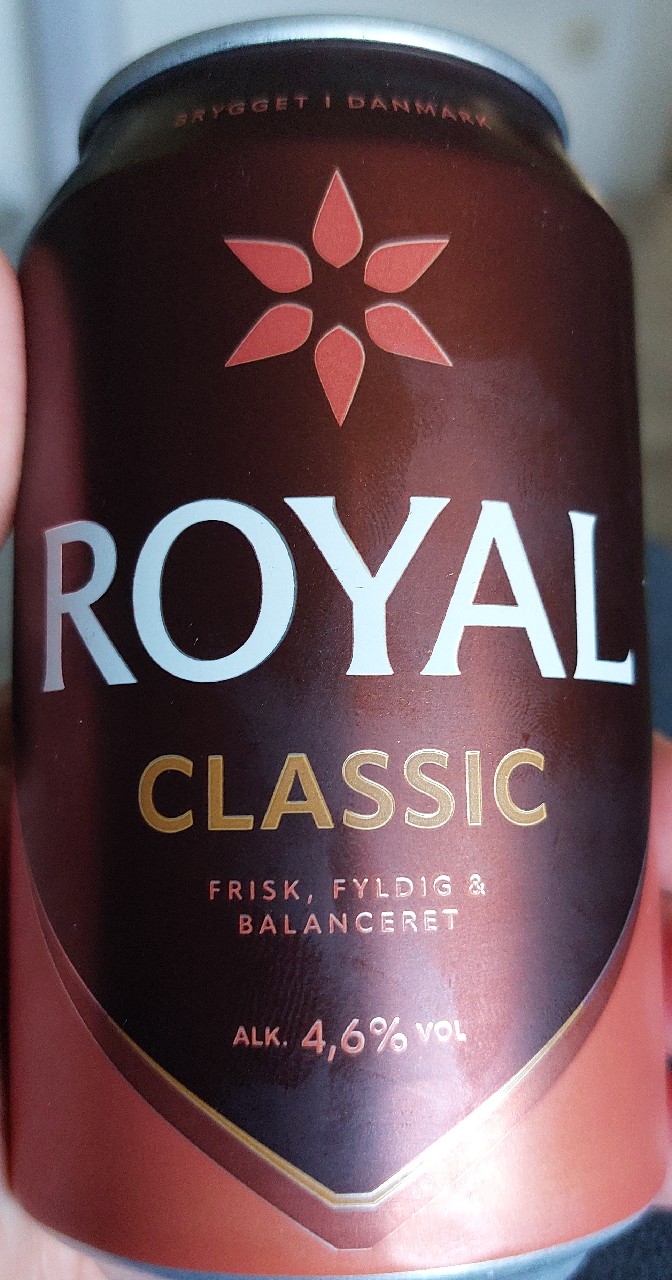 BRYGGET I DANMARK
ROYAL
CLASSIC
FRISK, FYLDIG &
BALANCERET
ALK. 4,6% VOL